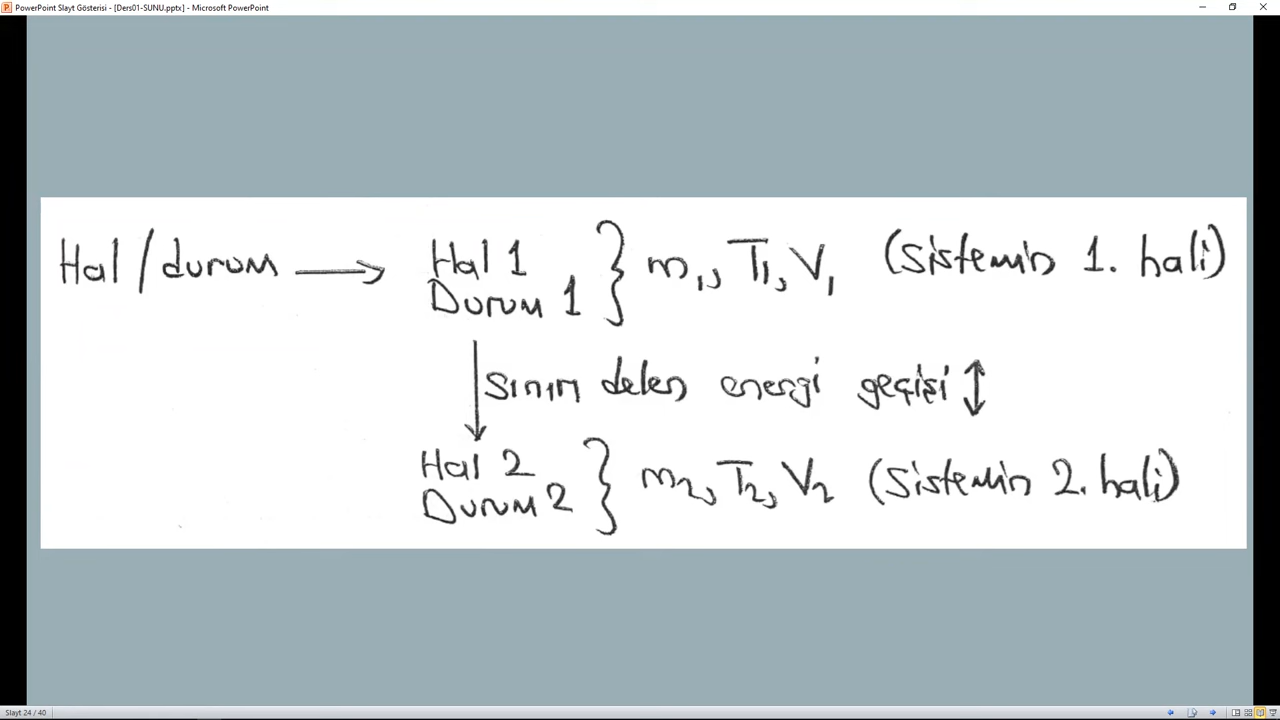 PowerPoint Slayt Gösterisi - [Ders01-SUNU.pptx] - Microsoft PowerPoint
Hal / durum → Hal 1 } m₁, T₁, V₁ (Sistemin 1. hali)
Durum 1
↓ sınırı delen energi geçişi ↕
Hal 2 } m₂, T₂, V₂ (Sistemin 2. hali)
Durum 2
Slayt 24 / 40